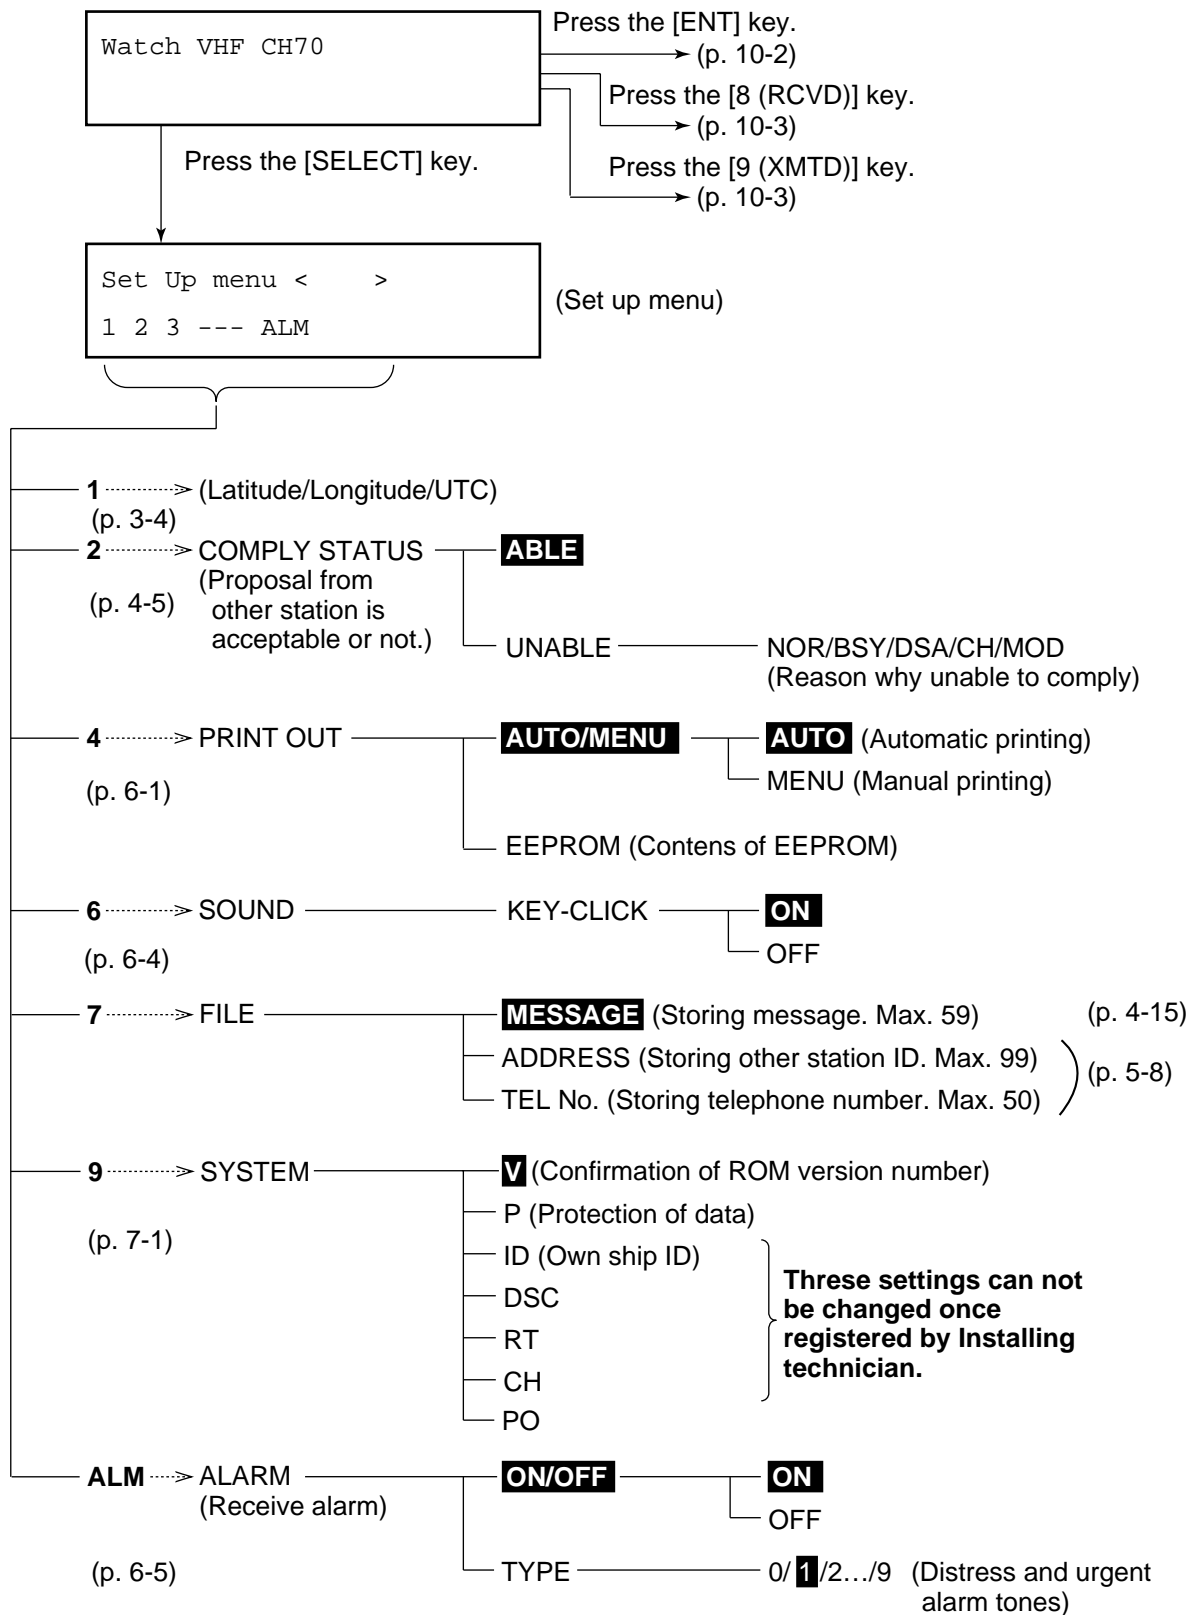 Watch VHF CH70
Press the [ENT] key.
(p. 10-2)
Press the [8 (RCVD)] key.
(p. 10-3)
Press the [9 (XMTD)] key.
(p. 10-3)
Press the [SELECT] key.
Set Up menu <    >
1 2 3 --- ALM
(Set up menu)
1 (Latitude/Longitude/UTC)
(p. 3-4)
2 COMPLY STATUS ABLE
(Proposal from
other station is
acceptable or not.)
(p. 4-5)
UNABLE NOR/BSY/DSA/CH/MOD
(Reason why unable to comply)
4 PRINT OUT AUTO/MENU AUTO (Automatic printing)
MENU (Manual printing)
(p. 6-1)
EEPROM (Contens of EEPROM)
6 SOUND KEY-CLICK ON
OFF
(p. 6-4)
7 FILE MESSAGE (Storing message. Max. 59) (p. 4-15)
ADDRESS (Storing other station ID. Max. 99)
TEL No. (Storing telephone number. Max. 50)
(p. 5-8)
9 SYSTEM V (Confirmation of ROM version number)
P (Protection of data)
(p. 7-1)
ID (Own ship ID)
DSC
RT
CH
PO
Threse settings can not
be changed once
registered by Installing
technician.
ALM ALARM ON/OFF ON
(Receive alarm)
OFF
(p. 6-5)
TYPE 0/ 1 /2…/9 (Distress and urgent
alarm tones)